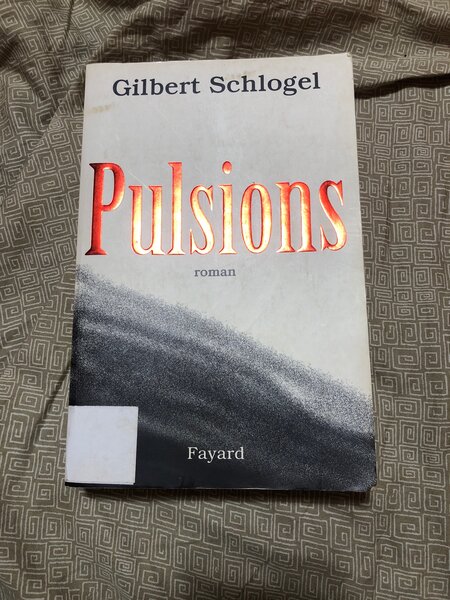 Gilbert Schlogel
Pulsions
roman
Fayard